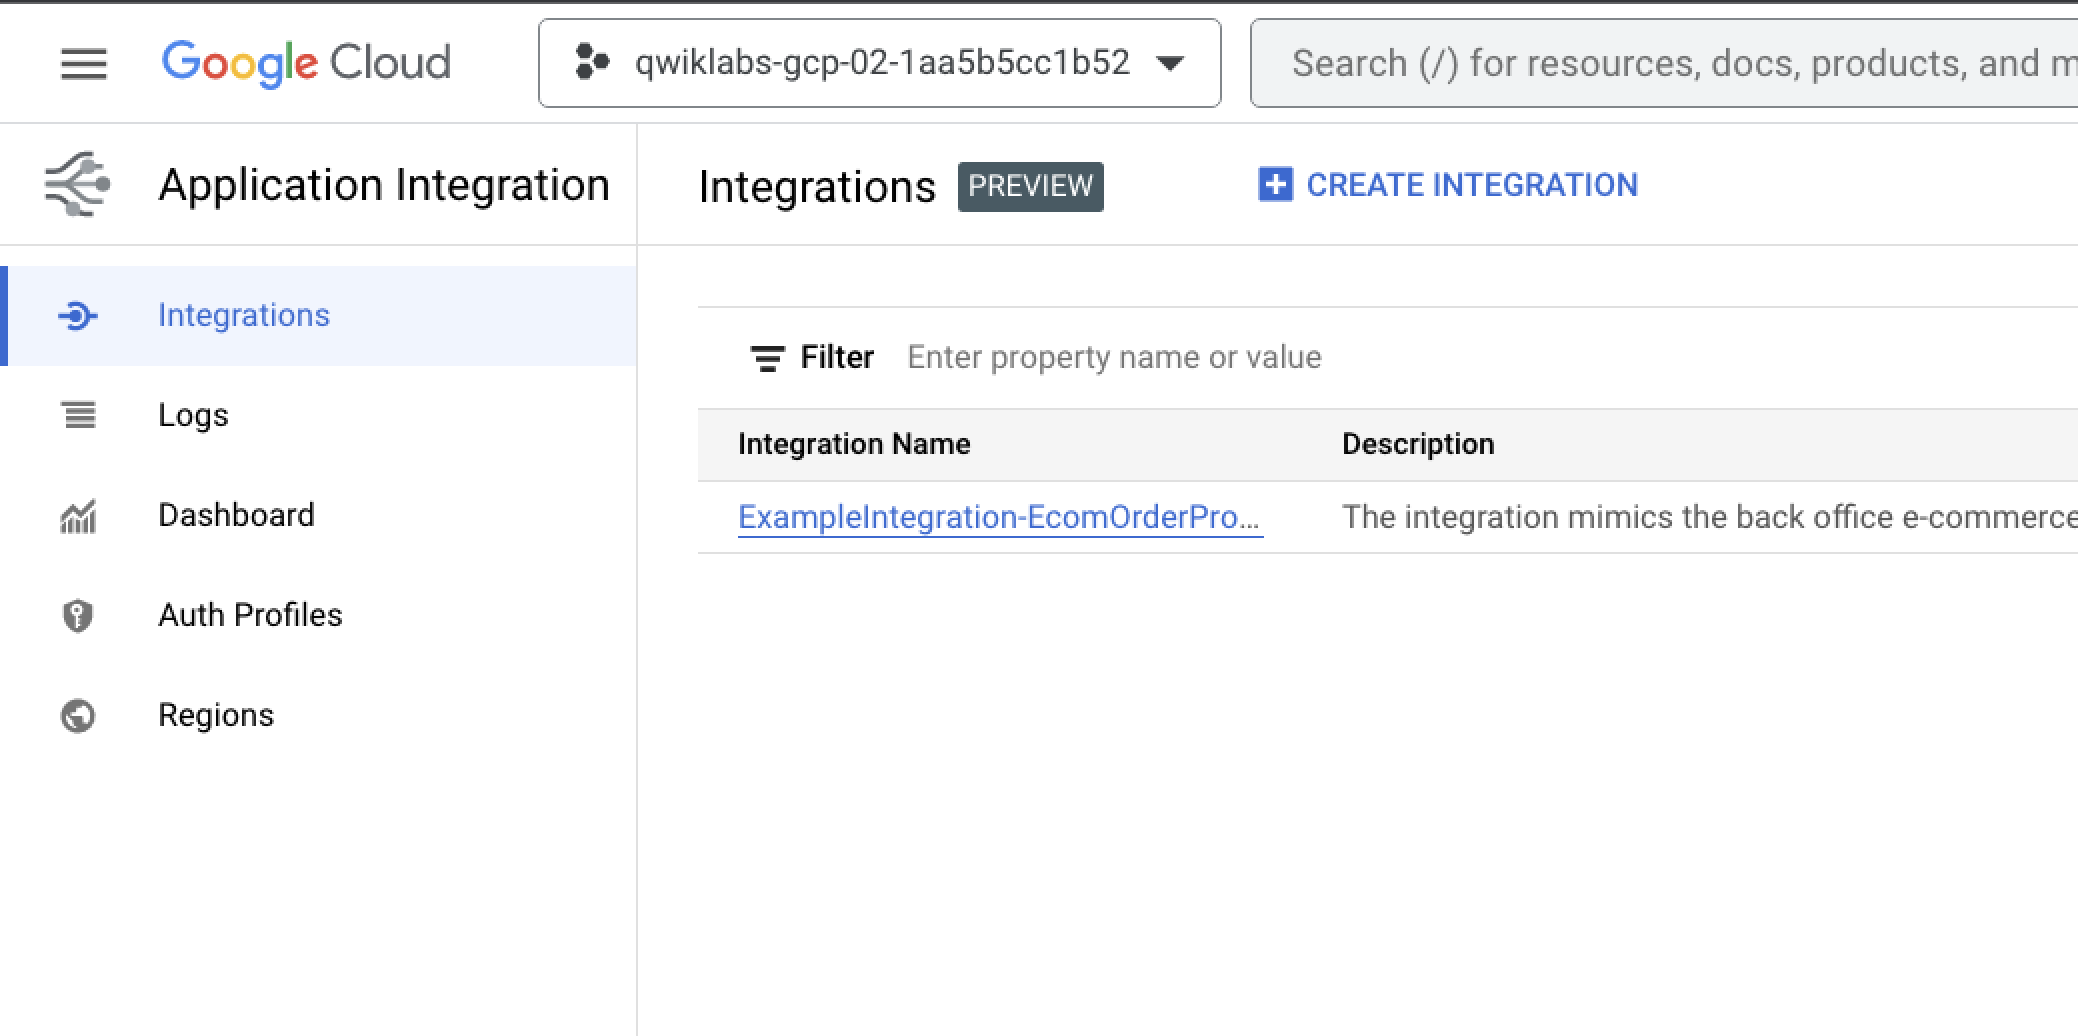 Google Cloud
qwiklabs-gcp-02-1aa5b5cc1b52
Search (/) for resources, docs, products, and m
Application Integration
Integrations PREVIEW
CREATE INTEGRATION
Integrations
Logs
Dashboard
Auth Profiles
Regions
Filter Enter property name or value
Integration Name Description
ExampleIntegration-EcomOrderPro... The integration mimics the back office e-commerce